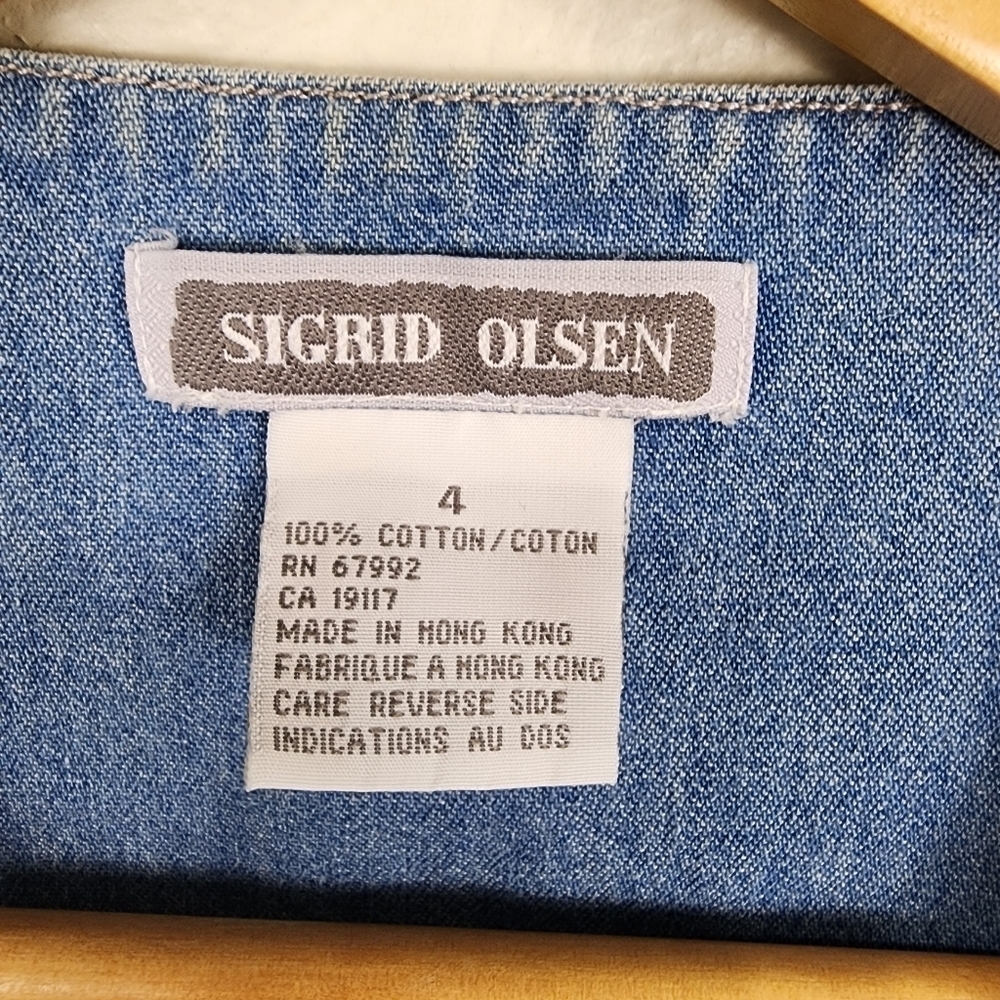 SIGRID OLSEN
4
100% COTTON/COTON
RN 67992
CA 19117
MADE IN HONG KONG
FABRIQUE A HONG KONG
CARE REVERSE SIDE
INDICATIONS AU DOS